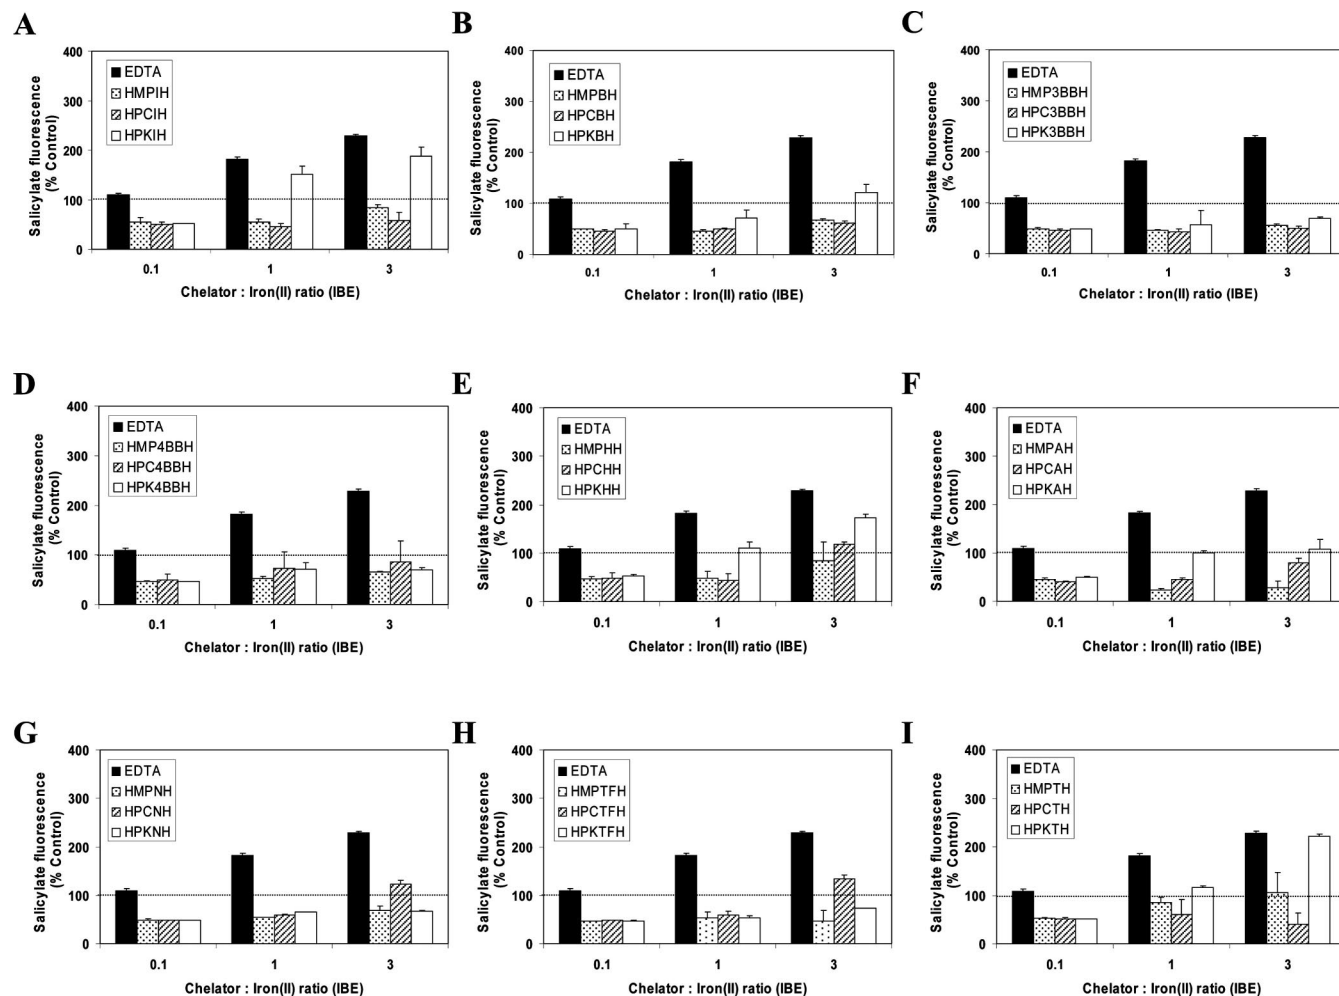 A
Salicylate fluorescence
(% Control)
400
300
200
100
0
EDTA
HMPIH
HPCIH
HPKIH
0.1
1
3
Chelator : Iron(II) ratio (IBE)
B
Salicylate fluorescence
(% Control)
400
300
200
100
0
EDTA
HMPBH
HPCBH
HPKBH
0.1
1
3
Chelator : Iron(II) ratio (IBE)
C
Salicylate fluorescence
(% Control)
400
300
200
100
0
EDTA
HMP3BBH
HPC3BBH
HPK3BBH
0.1
1
3
Chelator : Iron(II) ratio (IBE)
D
Salicylate fluorescence
(% Control)
400
300
200
100
0
EDTA
HMP4BBH
HPC4BBH
HPK4BBH
0.1
1
3
Chelator : Iron(II) ratio (IBE)
E
Salicylate fluorescence
(% Control)
400
300
200
100
0
EDTA
HMPHH
HPCHH
HPKHH
0.1
1
3
Chelator : Iron(II) ratio (IBE)
F
Salicylate fluorescence
(% Control)
400
300
200
100
0
EDTA
HMPAH
HPCAH
HPKAH
0.1
1
3
Chelator : Iron(II) ratio (IBE)
G
Salicylate fluorescence
(% Control)
400
300
200
100
0
EDTA
HMPNH
HPCNH
HPKNH
0.1
1
3
Chelator : Iron(II) ratio (IBE)
H
Salicylate fluorescence
(% Control)
400
300
200
100
0
EDTA
HMPTFH
HPCTFH
HPKTFH
0.1
1
3
Chelator : Iron(II) ratio (IBE)
I
Salicylate fluorescence
(% Control)
400
300
200
100
0
EDTA
HMPTH
HPCTH
HPKTH
0.1
1
3
Chelator : Iron(II) ratio (IBE)